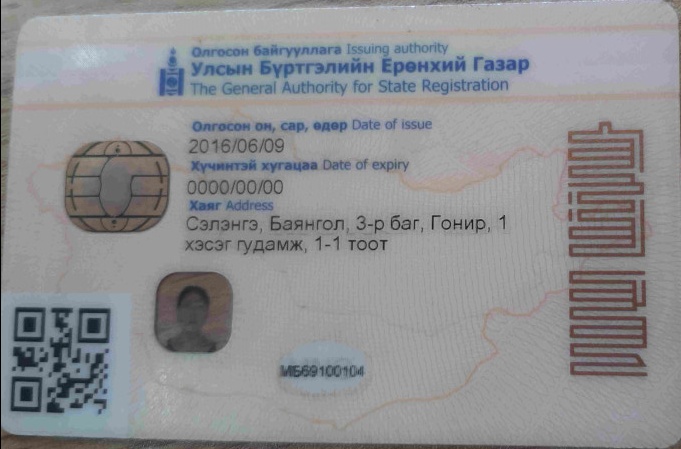 Олгосон байгууллага Issuing authority
Улсын Бүртгэлийн Ерөнхий Газар
The General Authority for State Registration
Олгосон он, сар, өдөр Date of issue
2016/06/09
Хүчинтэй хугацаа Date of expiry
0000/00/00
Хаяг Address
Сэлэнгэ, Баянгол, 3-р баг, Гонир, 1
хэсэг гудамж, 1-1 тоот
МБ69100104